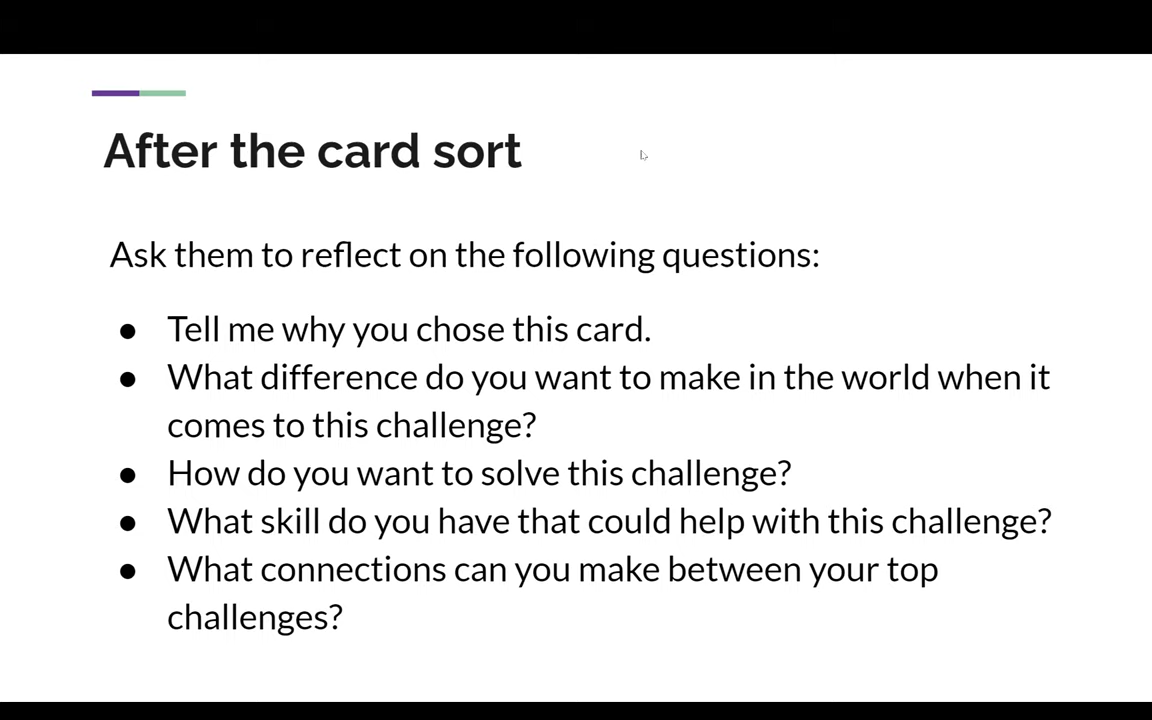 After the card sort
Ask them to reflect on the following questions:
● Tell me why you chose this card.
● What difference do you want to make in the world when it
comes to this challenge?
● How do you want to solve this challenge?
● What skill do you have that could help with this challenge?
● What connections can you make between your top
challenges?